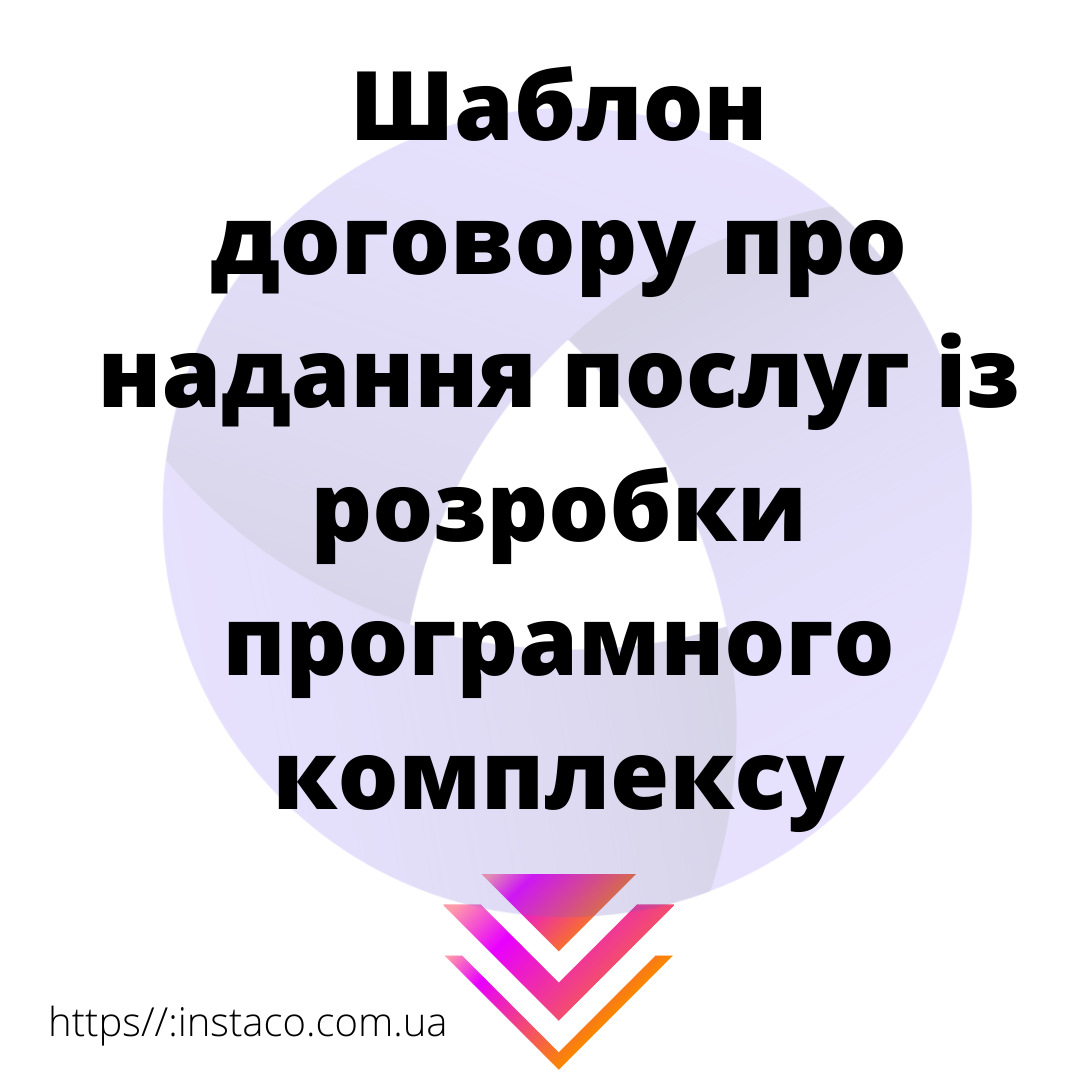 Шаблон
договору про
надання послуг із
розробки
програмного
комплексу
https//:instaco.com.ua